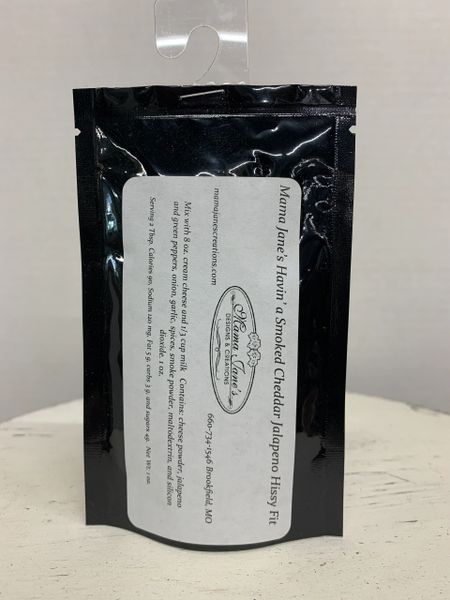 Mama Jane's Havin' a Smoked Cheddar Jalapeno Hissy Fit
Mama Jane's
DESIGNS & CREATIONS
mamajanescreations.com
660-734-1546 Brookfield, MO
Mix with 8 oz. cream cheese and 1/3 cup milk. Contains: cheese powder, jalapeno
and green peppers, onion, garlic, spices, smoke powder, maltodextrin, and silicon
dioxide. 1 oz.
Serving 2 Tbsp. Calories 90, Sodium 120 mg, Fat 5 g, carbs 3 g, and sugars 4g. Net Wt: 1 oz.